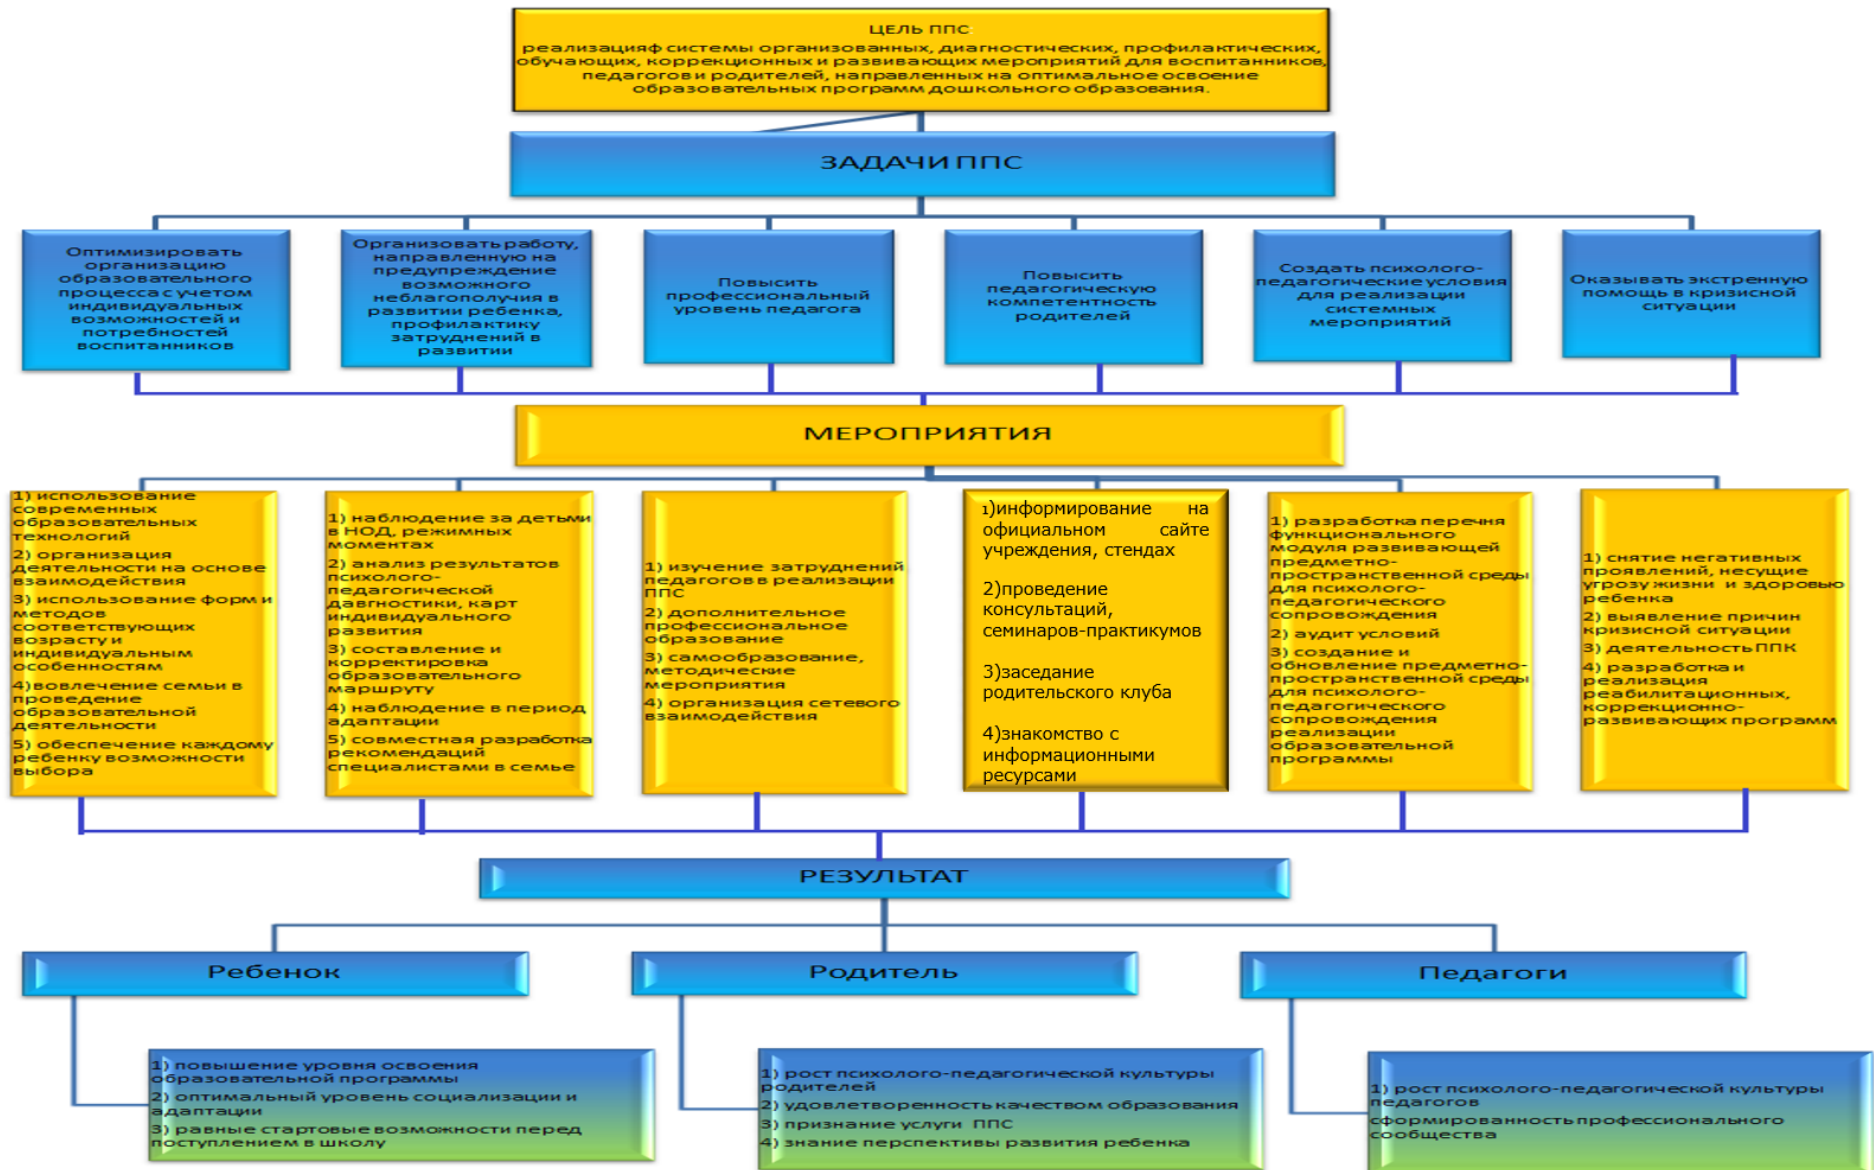 ЦЕЛЬ ППС:
реализацияф системы организованных, диагностических, профилактических,
обучающих, коррекционных и развивающих мероприятий для воспитанников,
педагогов и родителей, направленных на оптимальное освоение
образовательных программ дошкольного образования.
ЗАДАЧИ ППС
Оптимизировать
организацию
образовательного
процесса с учетом
индивидуальных
возможностей и
потребностей
воспитанников
Организовать работу,
направленную на
предупреждение
возможного
неблагополучия в
развитии ребенка,
профилактику
затруднений в
развитии
Повысить
профессиональный
уровень педагога
Повысить
педагогическую
компетентность
родителей
Создать психолого-
педагогические условия
для реализации
системных
мероприятий
Оказывать экстренную
помощь в кризисной
ситуации
МЕРОПРИЯТИЯ
1) использование
современных
образовательных
технологий
2) организация
деятельности на основе
взаимодействия
3) использование форм и
методов
соответствующих
возрасту и
индивидуальным
особенностям
4)вовлечение семьи в
проведение
образовательной
деятельности
5) обеспечение каждому
ребенку возможности
выбора
1) наблюдение за детьми
в НОД, режимных
моментах
2) анализ результатов
психолого-
педагогической
давгностики, карт
индивидуального
развития
3) составление и
корректировка
образовательного
маршруту
4) наблюдение в период
адаптации
5) совместная разработка
рекомендаций
специалистами в семье
1) изучение затруднений
педагогов в реализации
ППС
2) дополнительное
профессиональное
образование
3) самообразование,
методические
мероприятия
4) организация сетевого
взаимодействия
1)информирование на
официальном сайте
учреждения, стендах
2)проведение
консультаций,
семинаров-практикумов
3)заседание
родительского клуба
4)знакомство с
информационными
ресурсами
1) разработка перечня
функционального
модуля развивающей
предметно-
пространственной среды
для психолого-
педагогического
сопровождения
2) аудит условий
3) создание и
обновление предметно-
пространственной среды
для психолого-
педагогического
сопровождения
реализации
образовательной
программы
1) снятие негативных
проявлений, несущие
угрозу жизни и здоровью
ребенка
2) выявление причин
кризисной ситуации
3) деятельность ППК
4) разработка и
реализация
реабилитационных,
коррекционно-
развивающих программ
РЕЗУЛЬТАТ
Ребенок
Родитель
Педагоги
1) повышение уровня освоения
образовательной программы
2) оптимальный уровень социализации и
адаптации
3) равные стартовые возможности перед
поступлением в школу
1) рост психолого-педагогической культуры
родителей
2) удовлетворенность качеством образования
3) признание услуги ППС
4) знание перспективы развития ребенка
1) рост психолого-педагогической культуры
педагогов
сформированность профессионального
сообщества